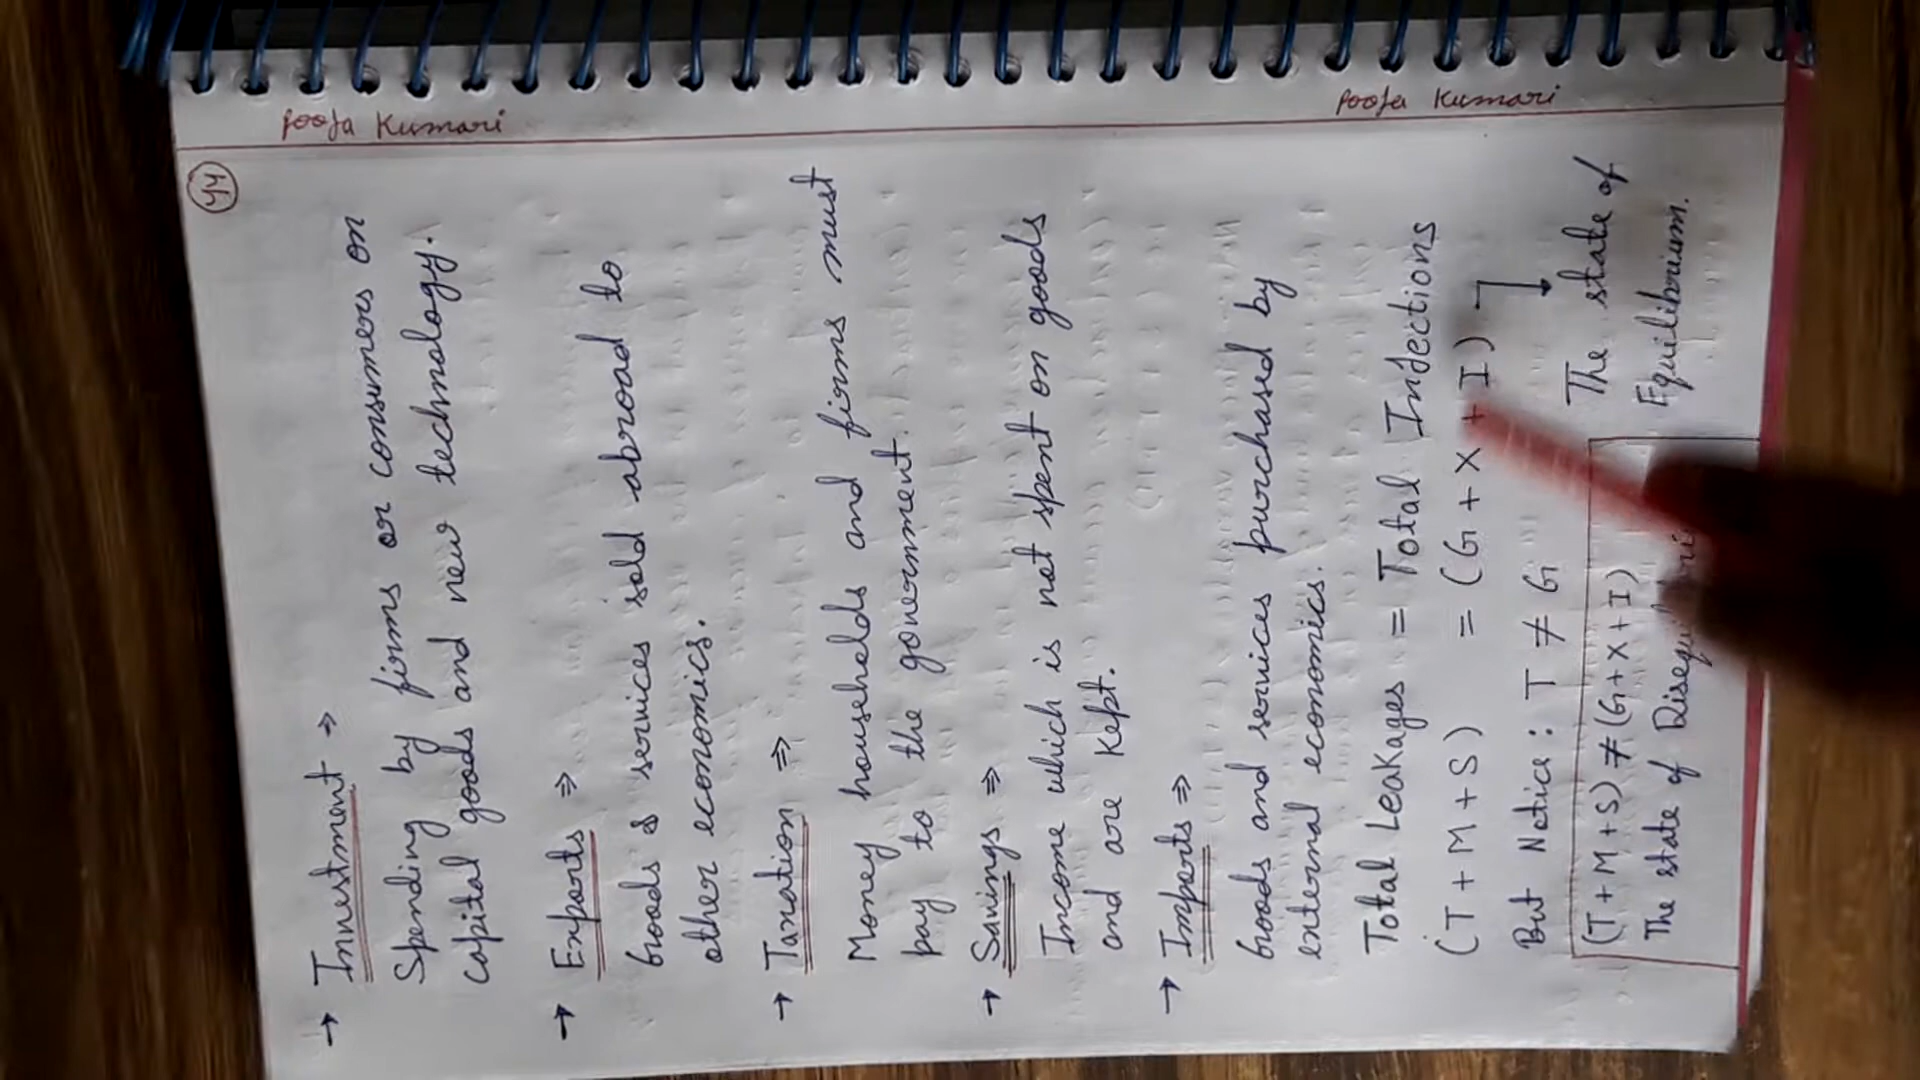 44
Pooja Kumari
Pooja Kumari
→ Investment ⇒
Spending by firms or consumers on
capital goods and new technology.
→ Exports ⇒
Goods & services sold abroad to
other economics.
→ Taxation ⇒
Money households and firms must
pay to the government.
→ Savings ⇒
Income which is not spent on goods
and are kept.
→ Imports ⇒
Goods and services purchased by
external economics.
Total Leakages = Total Injections
(T + M + S) = (G + X + I)
The state of
Equilibrium.
But Notice : T ≠ G
(T + M + S) ≠ (G + X + I)
The state of